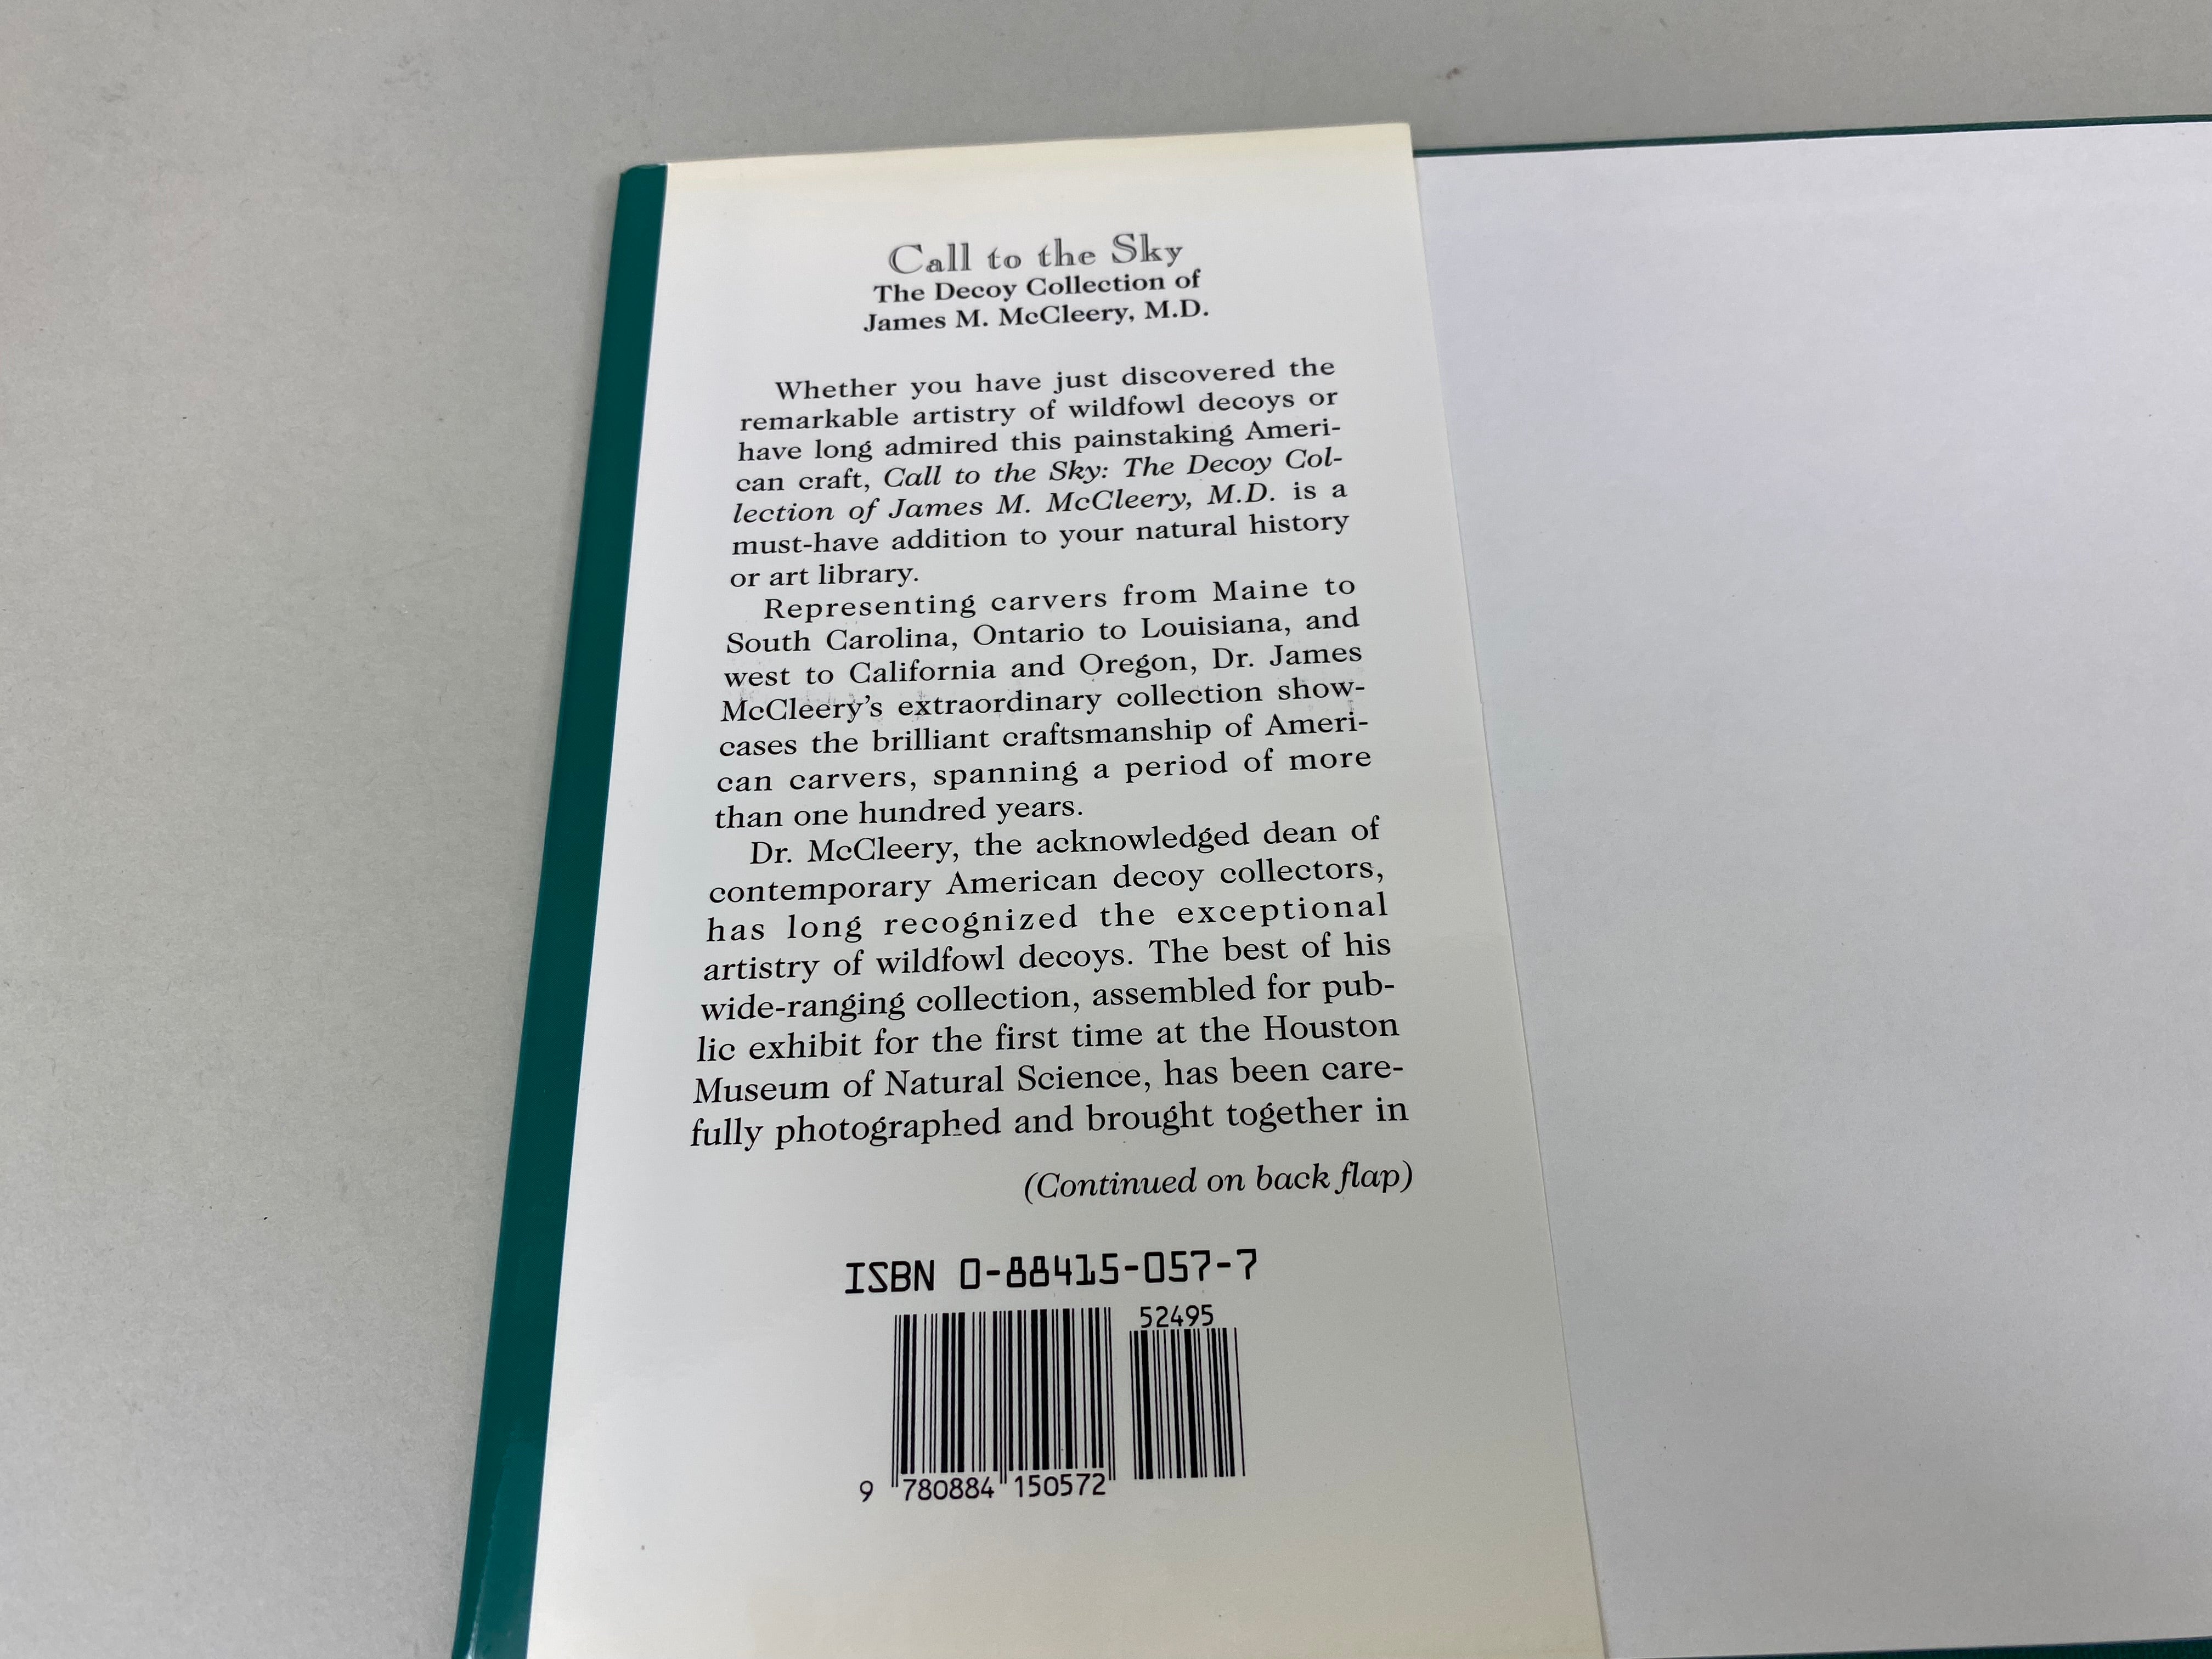 Call to the Sky
The Decoy Collection of
James M. McCleery, M.D.
Whether you have just discovered the
remarkable artistry of wildfowl decoys or
have long admired this painstaking Ameri-
can craft, Call to the Sky: The Decoy Col-
lection of James M. McCleery, M.D. is a
must-have addition to your natural history
or art library.
Representing carvers from Maine to
South Carolina, Ontario to Louisiana, and
west to California and Oregon, Dr. James
McCleery's extraordinary collection show-
cases the brilliant craftsmanship of Ameri-
can carvers, spanning a period of more
than one hundred years.
Dr. McCleery, the acknowledged dean of
contemporary American decoy collectors,
has long recognized the exceptional
artistry of wildfowl decoys. The best of his
wide-ranging collection, assembled for pub-
lic exhibit for the first time at the Houston
Museum of Natural Science, has been care-
fully photographed and brought together in
(Continued on back flap)
ISBN 0-88415-057-7
52495
9 780884 150572